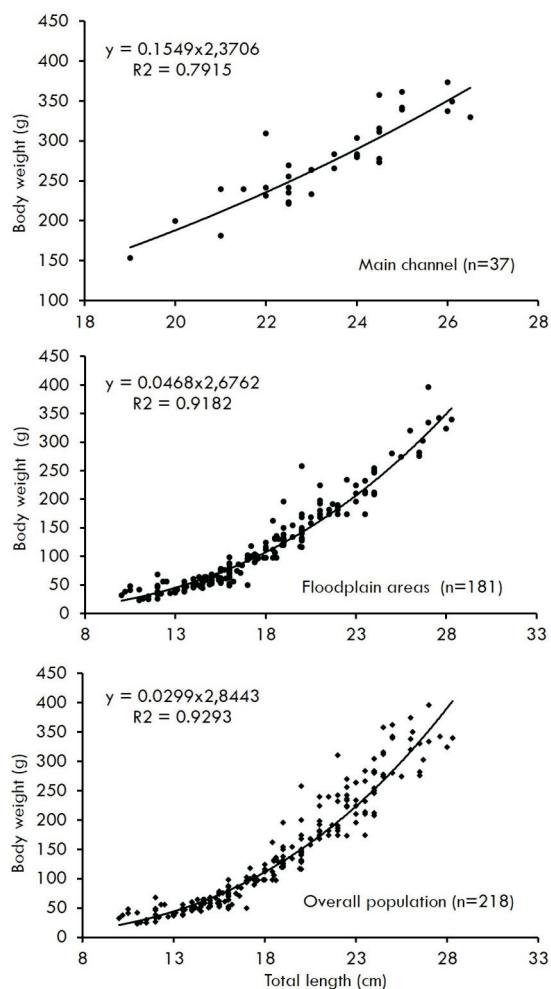 450
y = 0.1549x2,3706
400
R2 = 0.7915
350
300
Body weight (g)
250
200
150
Main channel (n=37)
100
18 20 22 24 26 28
450
y = 0.0468x2,6762
400
R2 = 0.9182
350
300
Body weight (g)
250
200
150
100
50
Floodplain areas (n=181)
0
8 13 18 23 28 33
450
y = 0.0299x2,8443
400
R2 = 0.9293
350
300
Body weight (g)
250
200
150
100
50
Overall population (n=218)
0
8 13 18 23 28 33
Total length (cm)